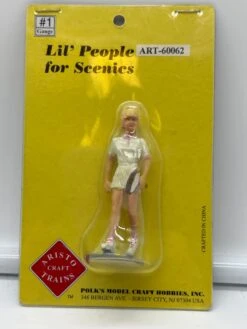 #1
Gauge
Lil' People
ART-60062
for Scenics
CRAFTED IN CHINA
ARISTO
CRAFT
TRAINS
TM
POLK'S MODEL CRAFT HOBBIES, INC.
346 BERGEN AVE - JERSEY CITY, NJ 07304 USA